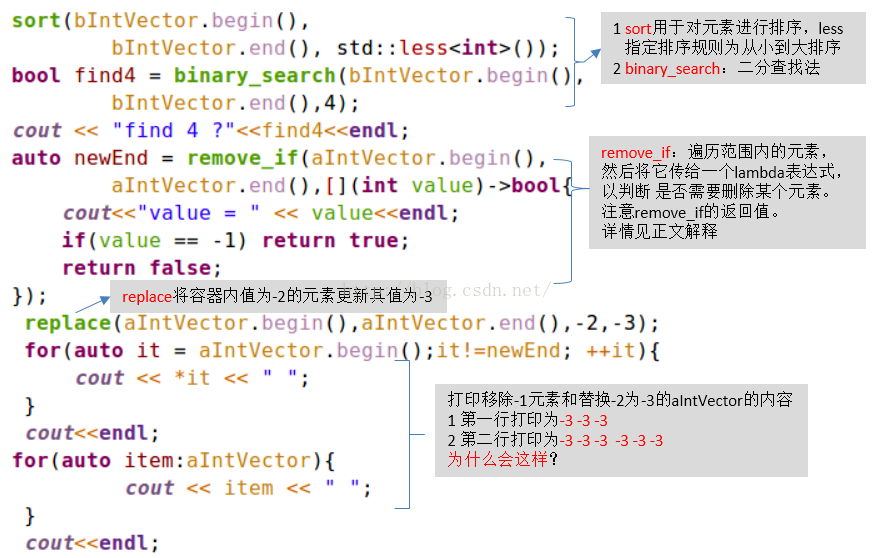 sort(bIntVector.begin(),
bIntVector.end(), std::less<int>());
bool find4 = binary_search(bIntVector.begin(),
bIntVector.end(),4);
cout << "find 4 ?"<<find4<<endl;
auto newEnd = remove_if(aIntVector.begin(),
aIntVector.end(),[](int value)->bool{
cout<<"value = " << value<<endl;
if(value == -1) return true;
return false;
});
replace(aIntVector.begin(),aIntVector.end(),-2,-3);
for(auto it = aIntVector.begin();it!=newEnd; ++it){
cout << *it << " ";
}
cout<<endl;
for(auto item:aIntVector){
cout << item << " ";
}
cout<<endl;
1 sort用于对元素进行排序，less
指定排序规则为从小到大排序
2 binary_search：二分查找法
remove_if：遍历范围内的元素，
然后将它传给一个lambda表达式，
以判断 是否需要删除某个元素。
注意remove_if的返回值。
详情见正文解释
replace将容器内值为-2的元素更新其值为-3
打印移除-1元素和替换-2为-3的aIntVector的内容
1 第一行打印为-3 -3 -3
2 第二行打印为-3 -3 -3 -3 -3 -3
为什么会这样?
blog.csdn.net/